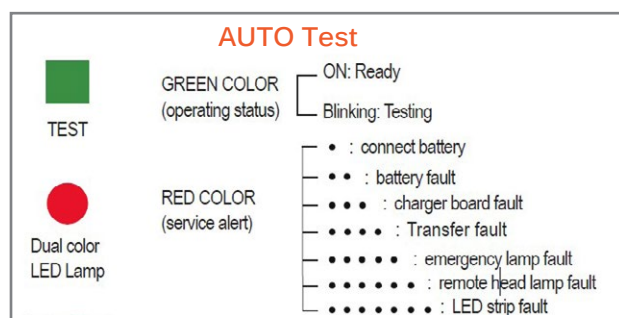 AUTO Test
TEST
GREEN COLOR
(operating status)
ON: Ready
Blinking: Testing
Dual color
LED Lamp
RED COLOR
(service alert)
• : connect battery
• • : battery fault
• • • : charger board fault
• • • • : Transfer fault
• • • • • : emergency lamp fault
• • • • • • : remote head lamp fault
• • • • • • • : LED strip fault